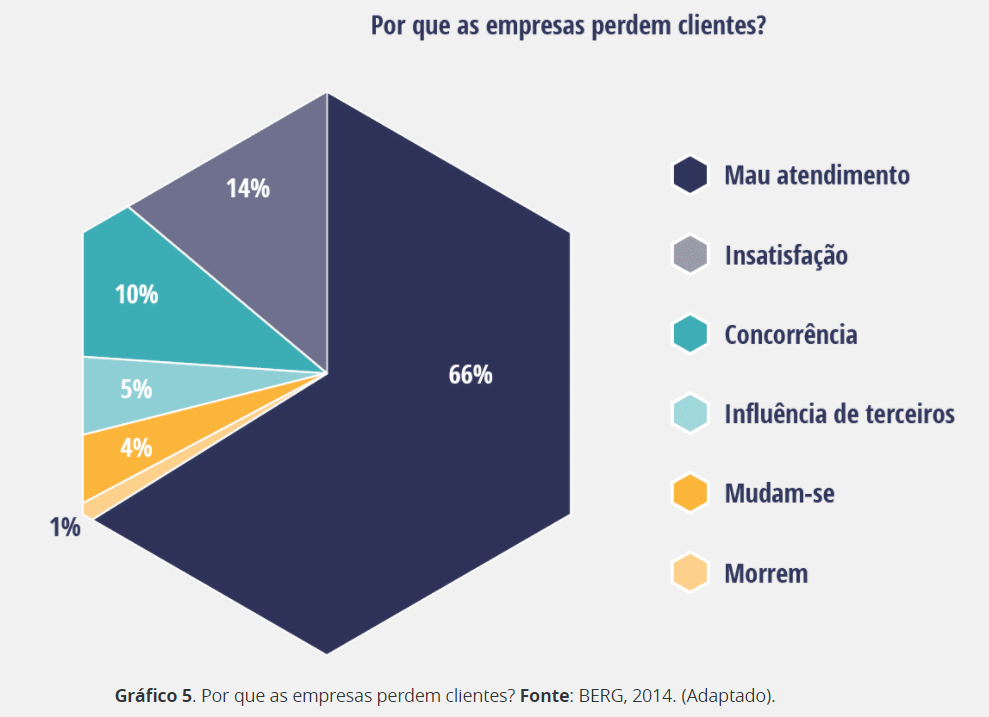 Por que as empresas perdem clientes?
14%
10%
5%
4%
1%
66%
Mau atendimento
Insatisfação
Concorrência
Influência de terceiros
Mudam-se
Morrem
Gráfico 5. Por que as empresas perdem clientes? Fonte: BERG, 2014. (Adaptado).